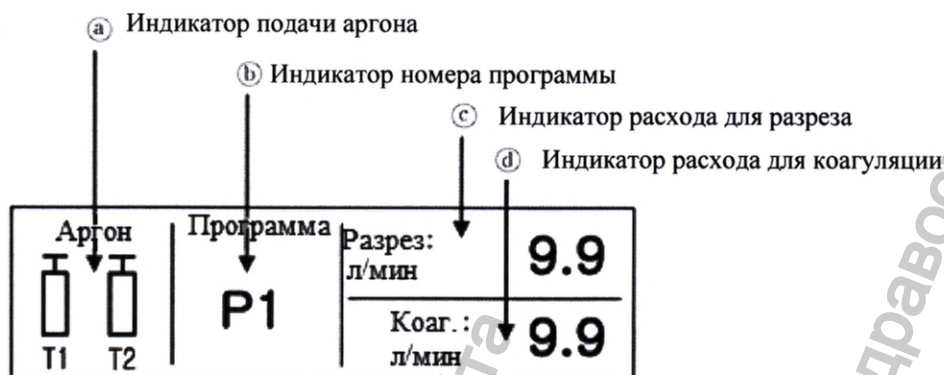 ⓐ Индикатор подачи аргона
ⓑ Индикатор номера программы
ⓒ Индикатор расхода для разреза
ⓓ Индикатор расхода для коагуляции
Аргон
T1 T2
Программа
P1
Разрез:
л/мин
9.9
Коаг.:
л/мин
9.9